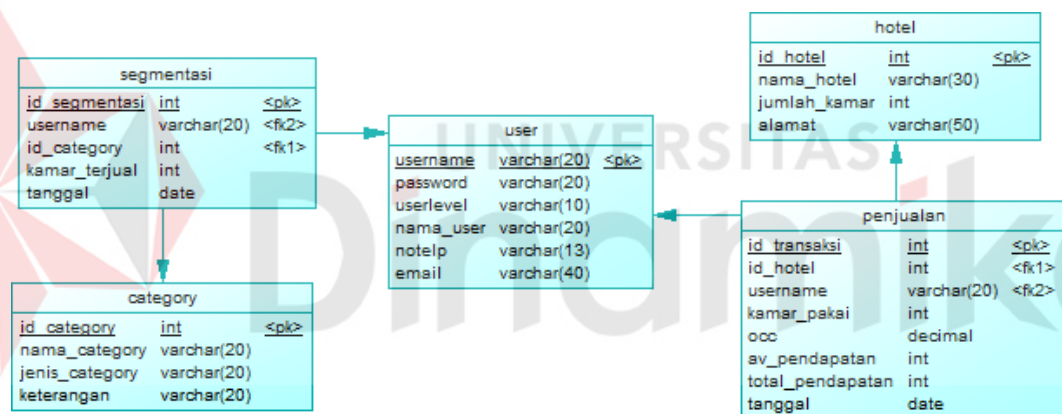 segmentasi
id_segmentasi int <pk>
username varchar(20) <fk2>
id_category int <fk1>
kamar_terjual int
tanggal date
category
id_category int <pk>
nama_category varchar(20)
jenis_category varchar(20)
keterangan varchar(20)
user
username varchar(20) <pk>
password varchar(20)
userlevel varchar(10)
nama_user varchar(20)
notelp varchar(13)
email varchar(40)
hotel
id_hotel int <pk>
nama_hotel varchar(30)
jumlah_kamar int
alamat varchar(50)
penjualan
id_transaksi int <pk>
id_hotel int <fk1>
username varchar(20) <fk2>
kamar_pakai int
occ decimal
av_pendapatan int
total_pendapatan int
tanggal date
UNIVERSITAS
Dinamika